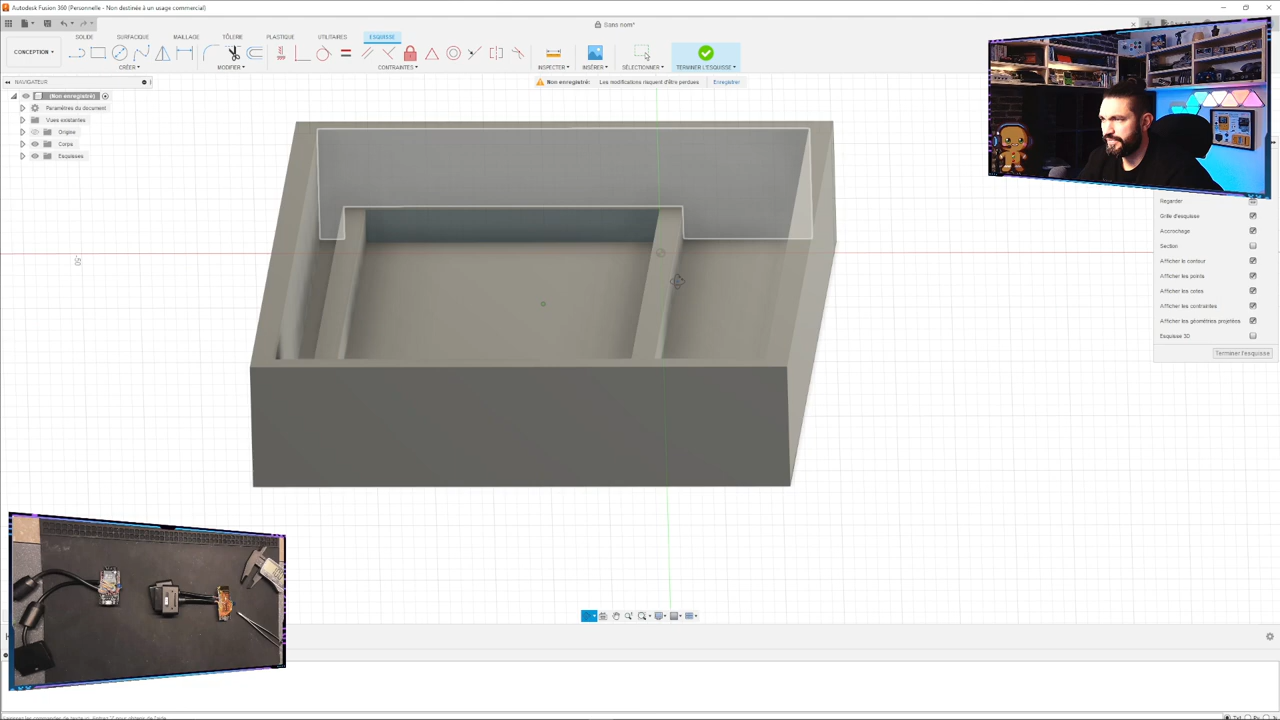 Autodesk Fusion 360 (Personnelle - Non destinées à un usage commercial)
Sans nom*
CONCEPTION
SOLIDE
SURFACIQUE
MAILLAGE
TÔLERIE
PLASTIQUE
UTILITAIRES
ESQUISSE
CRÉER
MODIFIER
CONTRAINTES
INSPECTER
INSÉRER
SÉLECTIONNER
TERMINER L'ESQUISSE
NAVIGATEUR
Non enregistré:
Les modifications risquent d'être perdues
Enregistrer
(Non enregistré)
Paramètres du document
Vues existantes
Origine
Corps
Esquisses
50
Regarder
Grille d'esquisse
Accrochage
Section
Afficher le contour
Afficher les points
Afficher les cotes
Afficher les contraintes
Afficher les géométries projetées
Esquisse 3D
Terminer l'esquisse